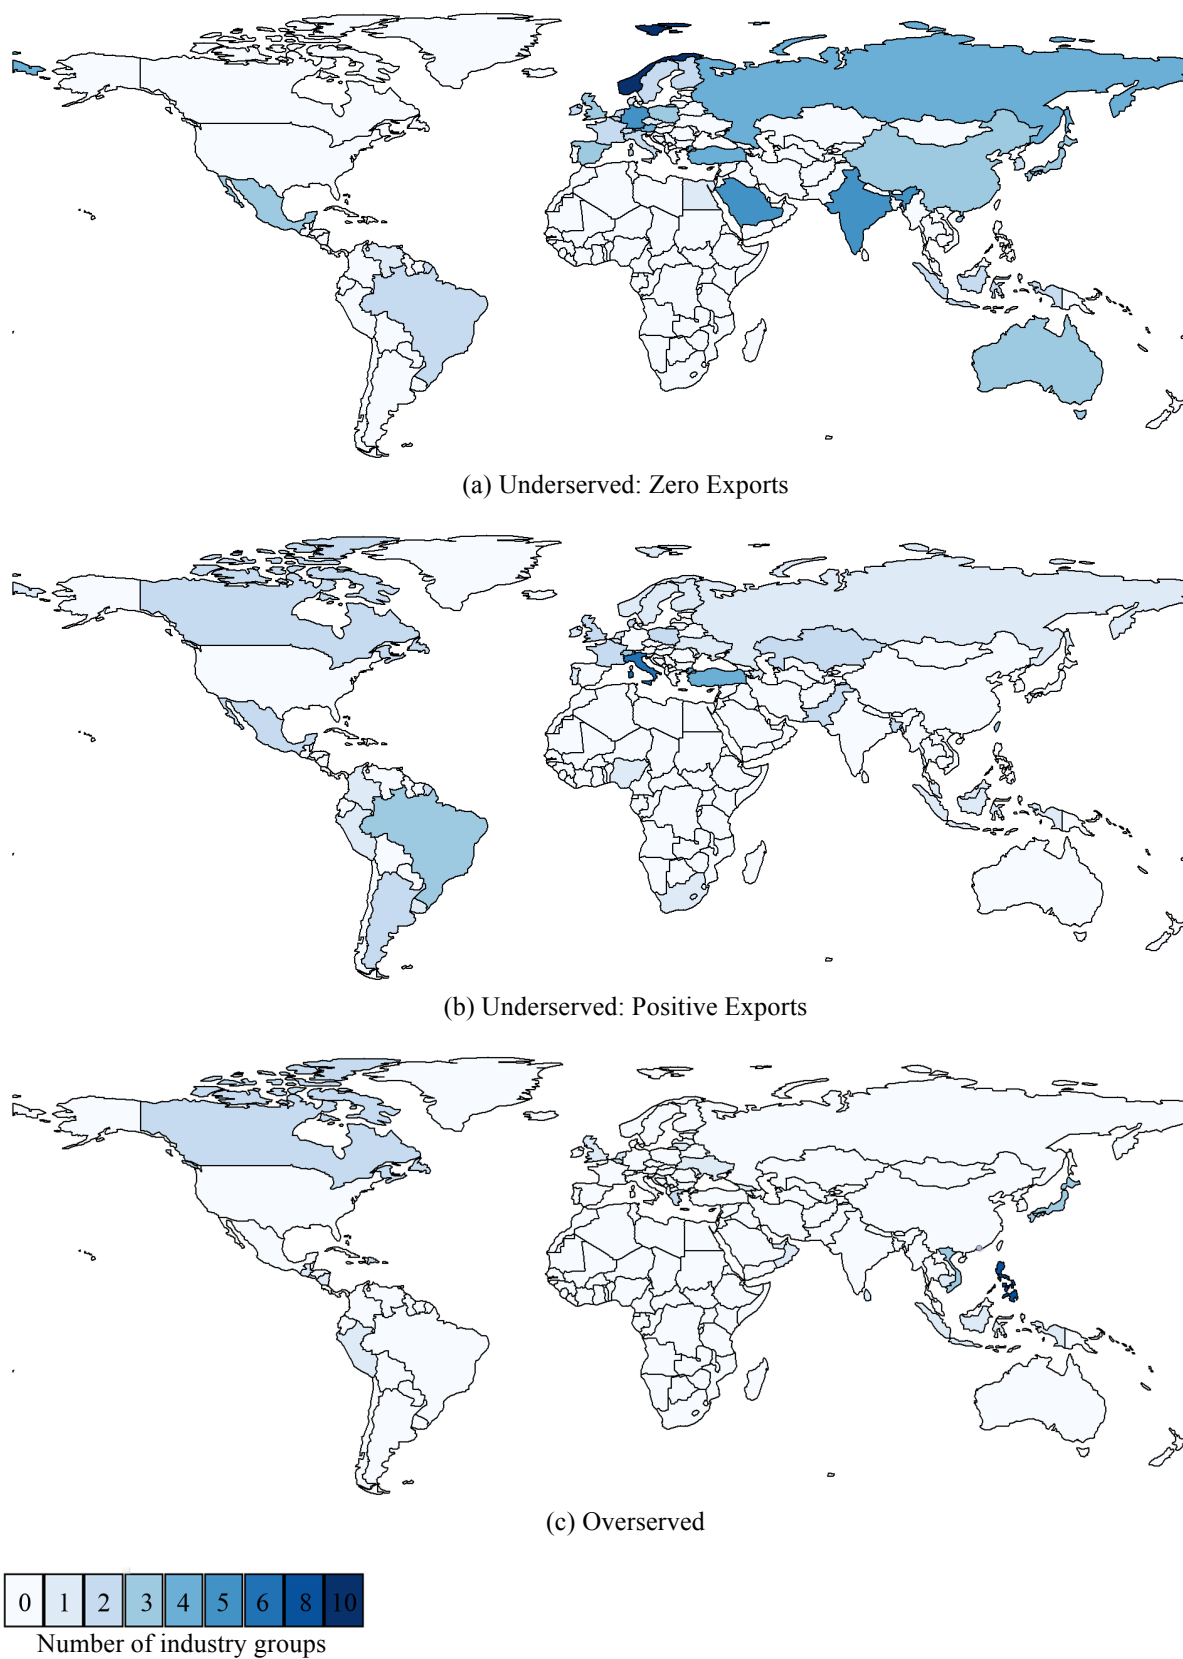 (a) Underserved: Zero Exports
(b) Underserved: Positive Exports
(c) Overserved
0 1 2 3 4 5 6 8 10
Number of industry groups